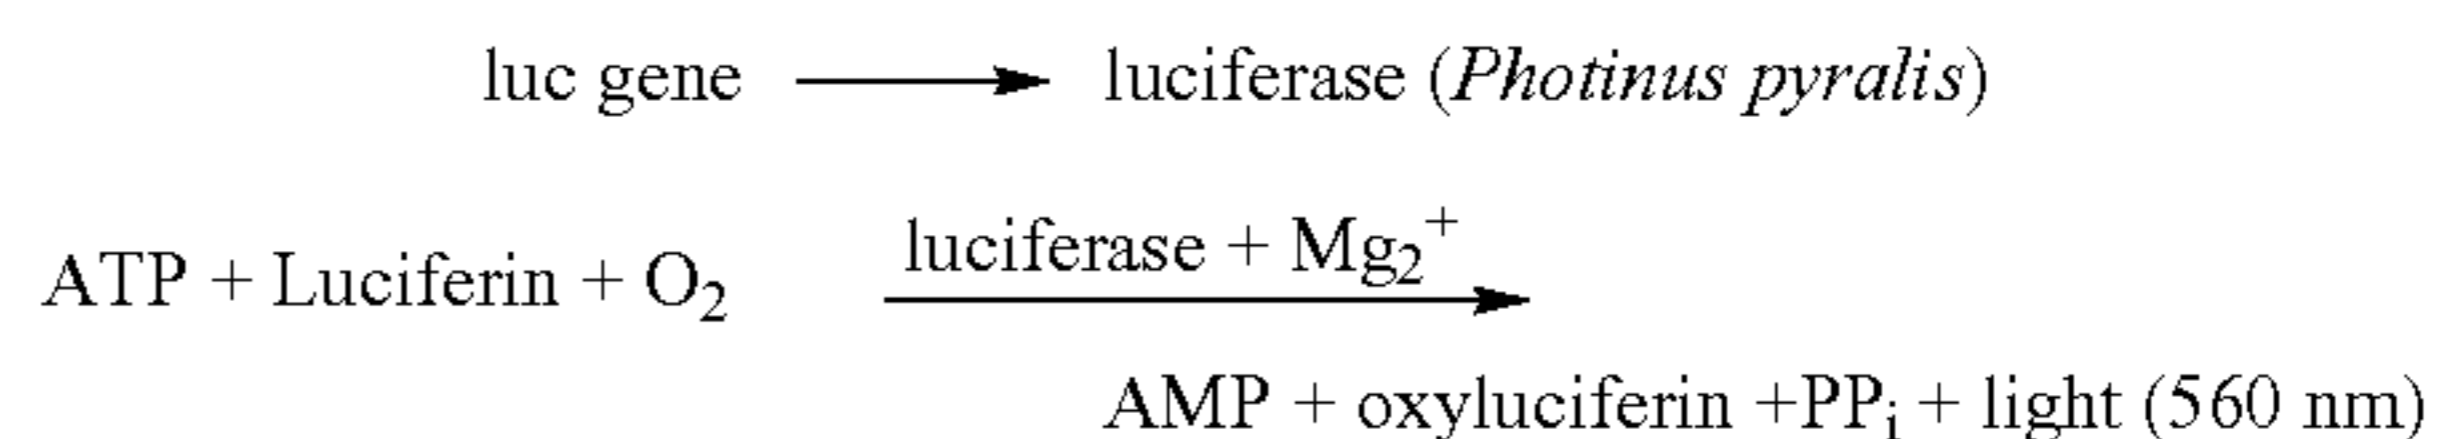 luc gene ⟶ luciferase (Photinus pyralis)
luciferase + Mg₂⁺
ATP + Luciferin + O₂ ⟶
AMP + oxyluciferin +PPᵢ + light (560 nm)